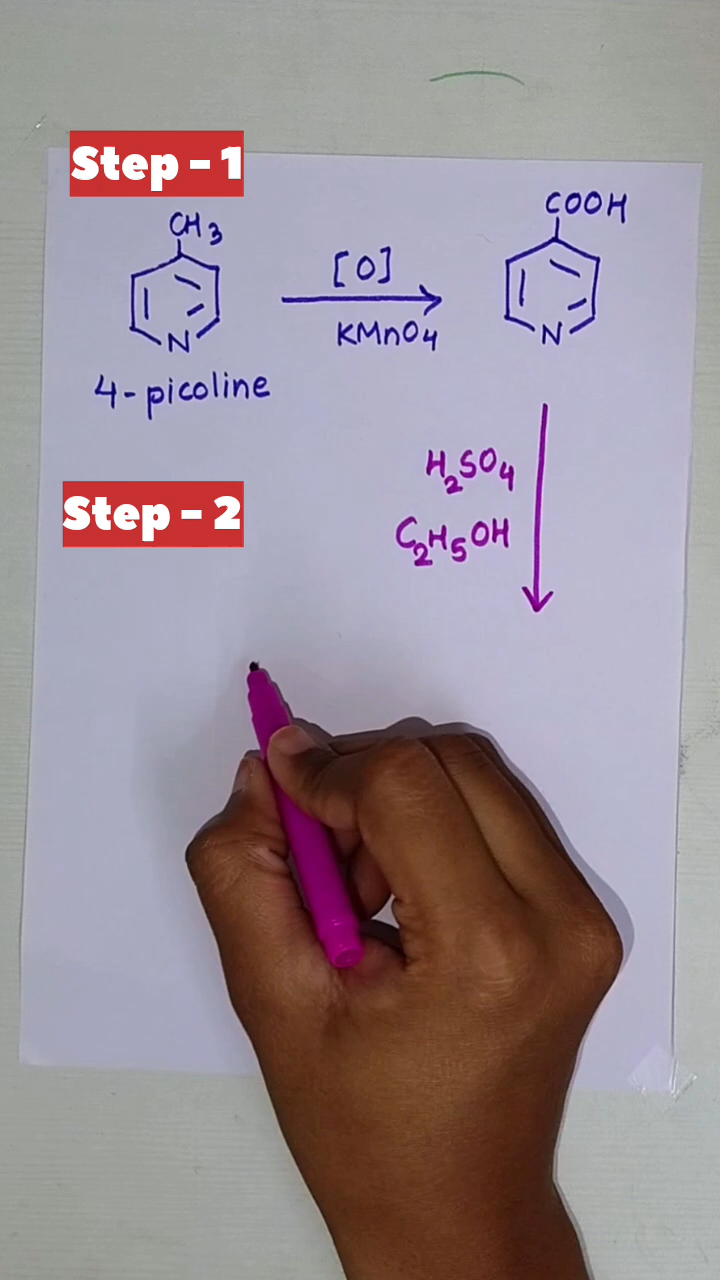 Step - 1
CH3
N
4-picoline
[O]
KMnO4
COOH
N
Step - 2
H2SO4
C2H5OH